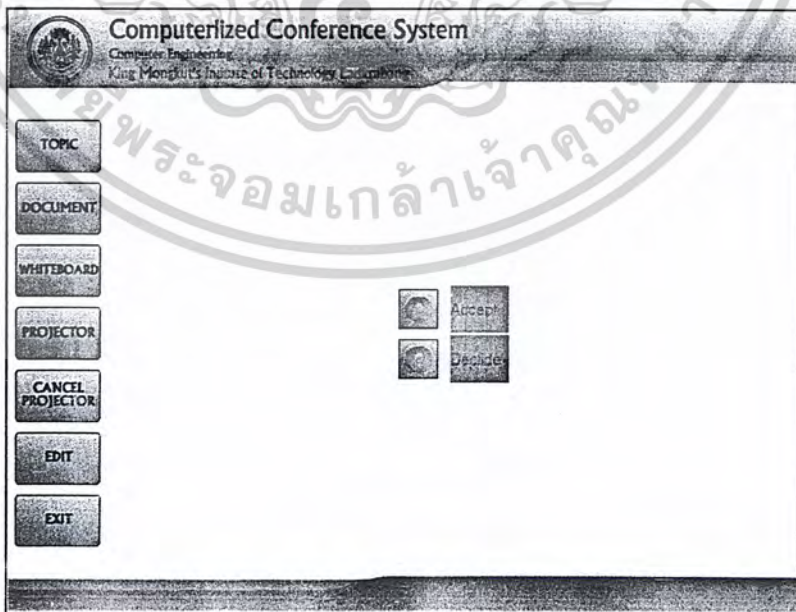 Computerlized Conference System
Computer Engineering
King Mongkut's Institute of Technology Ladkrabang
พระจอมเกล้าเจ้าคุณ
TOPIC
DOCUMENT
WHITEBOARD
PROJECTOR
CANCEL
PROJECTOR
EDIT
EXIT
Accept
Decide